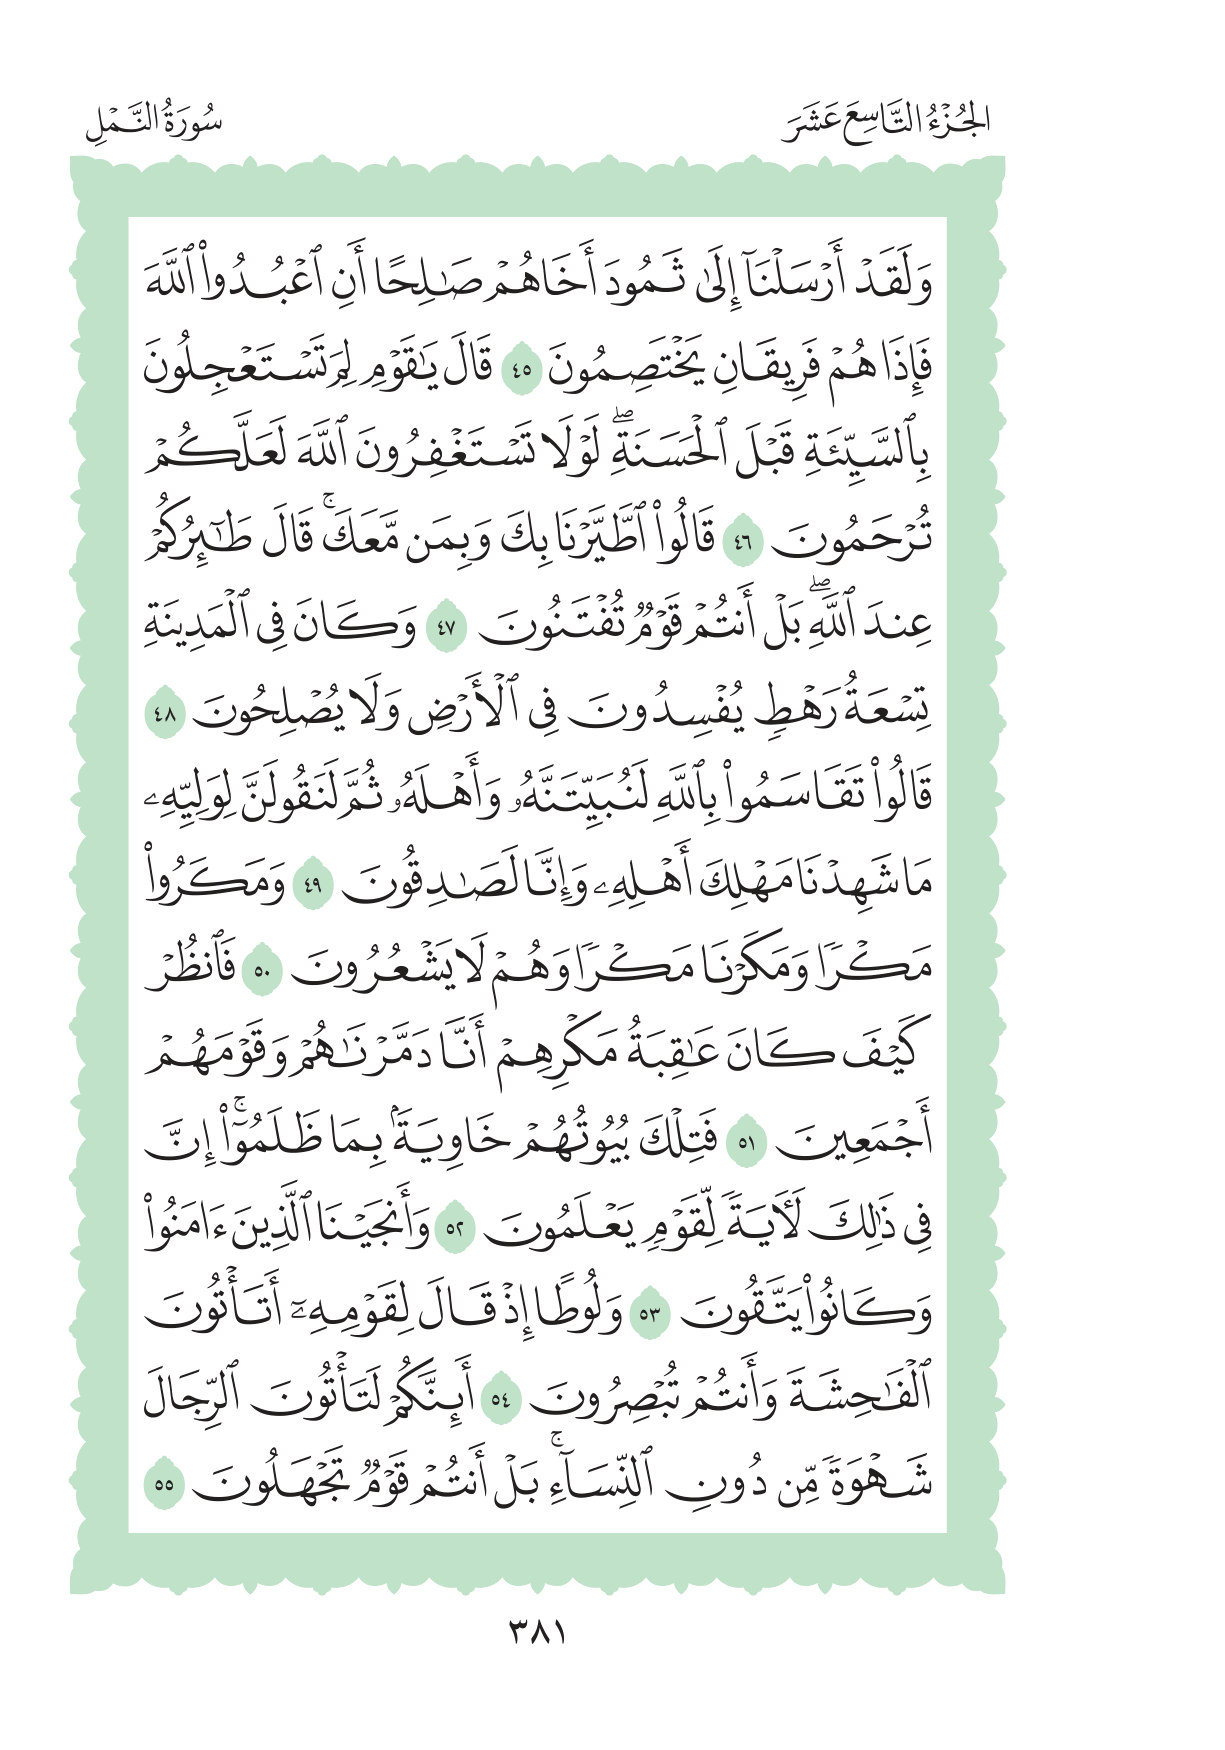 الجُزْءُ التَّاسِعَ عَشَرَ
سُورَةُ النَّمْلِ
وَلَقَدۡ أَرۡسَلۡنَآ إِلَىٰ ثَمُودَ أَخَاهُمۡ صَٰلِحًا أَنِ ٱعۡبُدُواْ ٱللَّهَ
فَإِذَا هُمۡ فَرِيقَانِ يَخۡتَصِمُونَ ٤٥ قَالَ يَٰقَوۡمِ لِمَ تَسۡتَعۡجِلُونَ
بِٱلسَّيِّئَةِ قَبۡلَ ٱلۡحَسَنَةِۖ لَوۡلَا تَسۡتَغۡفِرُونَ ٱللَّهَ لَعَلَّكُمۡ
تُرۡحَمُونَ ٤٦ قَالُواْ ٱطَّيَّرۡنَا بِكَ وَبِمَن مَّعَكَۚ قَالَ طَٰٓئِرُكُمۡ
عِندَ ٱللَّهِۖ بَلۡ أَنتُمۡ قَوۡمٞ تُفۡتَنُونَ ٤٧ وَكَانَ فِي ٱلۡمَدِينَةِ
تِسۡعَةُ رَهۡطٖ يُفۡسِدُونَ فِي ٱلۡأَرۡضِ وَلَا يُصۡلِحُونَ ٤٨
قَالُواْ تَقَاسَمُواْ بِٱللَّهِ لَنُبَيِّتَنَّهُۥ وَأَهۡلَهُۥ ثُمَّ لَنَقُولَنَّ لِوَلِيِّهِۦ
مَا شَهِدۡنَا مَهۡلِكَ أَهۡلِهِۦ وَإِنَّا لَصَٰدِقُونَ ٤٩ وَمَكَرُواْ
مَكۡرٗا وَمَكَرۡنَا مَكۡرٗا وَهُمۡ لَا يَشۡعُرُونَ ٥٠ فَٱنظُرۡ
كَيۡفَ كَانَ عَٰقِبَةُ مَكۡرِهِمۡ أَنَّا دَمَّرۡنَٰهُمۡ وَقَوۡمَهُمۡ
أَجۡمَعِينَ ٥١ فَتِلۡكَ بُيُوتُهُمۡ خَاوِيَةَۢ بِمَا ظَلَمُوٓاْۚ إِنَّ
فِي ذَٰلِكَ لَأٓيَةٗ لِّقَوۡمٖ يَعۡلَمُونَ ٥٢ وَأَنجَيۡنَا ٱلَّذِينَ ءَامَنُواْ
وَكَانُواْ يَتَّقُونَ ٥٣ وَلُوطًا إِذۡ قَالَ لِقَوۡمِهِۦٓ أَتَأۡتُونَ
ٱلۡفَٰحِشَةَ وَأَنتُمۡ تُبۡصِرُونَ ٥٤ أَئِنَّكُمۡ لَتَأۡتُونَ ٱلرِّجَالَ
شَهۡوَةٗ مِّن دُونِ ٱلنِّسَآءِۚ بَلۡ أَنتُمۡ قَوۡمٞ تَجۡهَلُونَ ٥٥
٣٨١